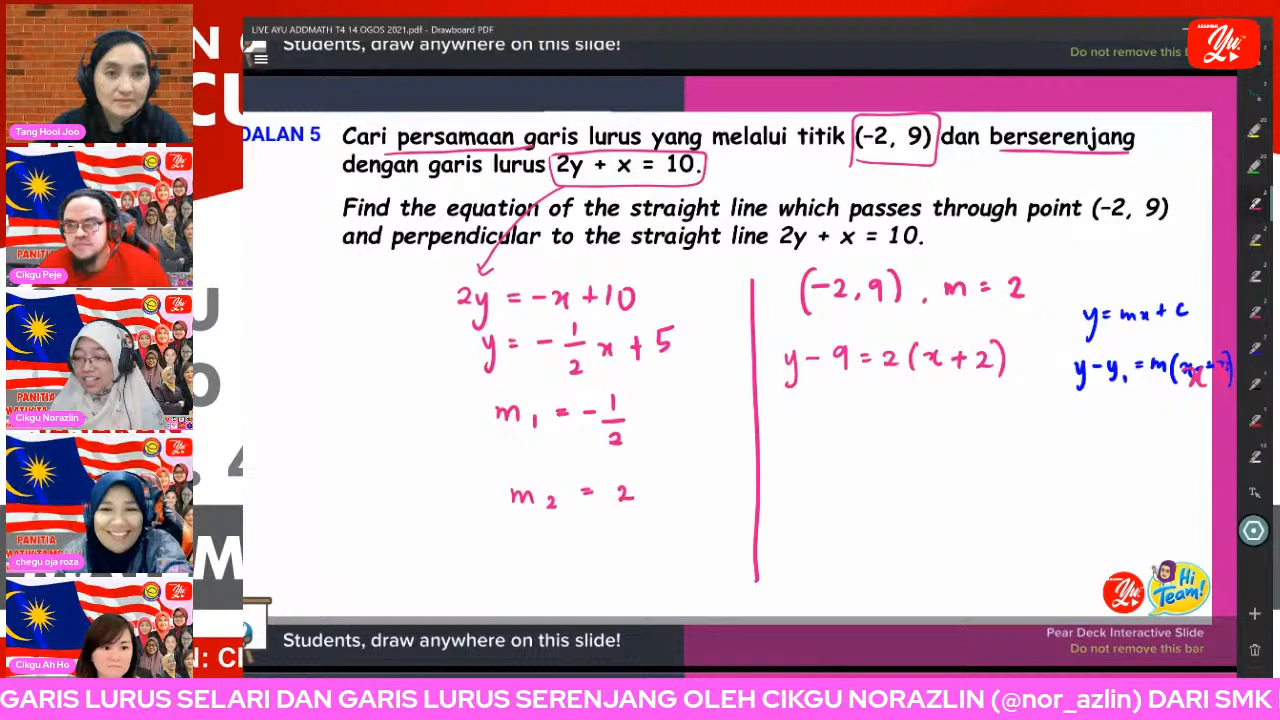 LIVE AYU ADDMATH T4 14 OGOS 2021.pdf - Drawboard PDF
Students, draw anywhere on this slide!
Do not remove this b
OALAN 5
Cari persamaan garis lurus yang melalui titik (-2, 9) dan berserenjang
dengan garis lurus 2y + x = 10.
Find the equation of the straight line which passes through point (-2, 9)
and perpendicular to the straight line 2y + x = 10.
2y = -x + 10
y = - 1/2 x + 5
m1 = - 1/2
m2 = 2
(-2, 9) , m = 2
y - 9 = 2(x + 2)
y = mx + c
y - y1 = m(
Hi Team!
Students, draw anywhere on this slide!
Pear Deck Interactive Slide
Do not remove this bar
Tang Hooi Joo
PANITIA
Cikgu Peje
Cikgu Norazlin
PANITIA
chegu oja roza
Cikgu Ah Ho
N: C
GARIS LURUS SELARI DAN GARIS LURUS SERENJANG OLEH CIKGU NORAZLIN (@nor_azlin) DARI SMK